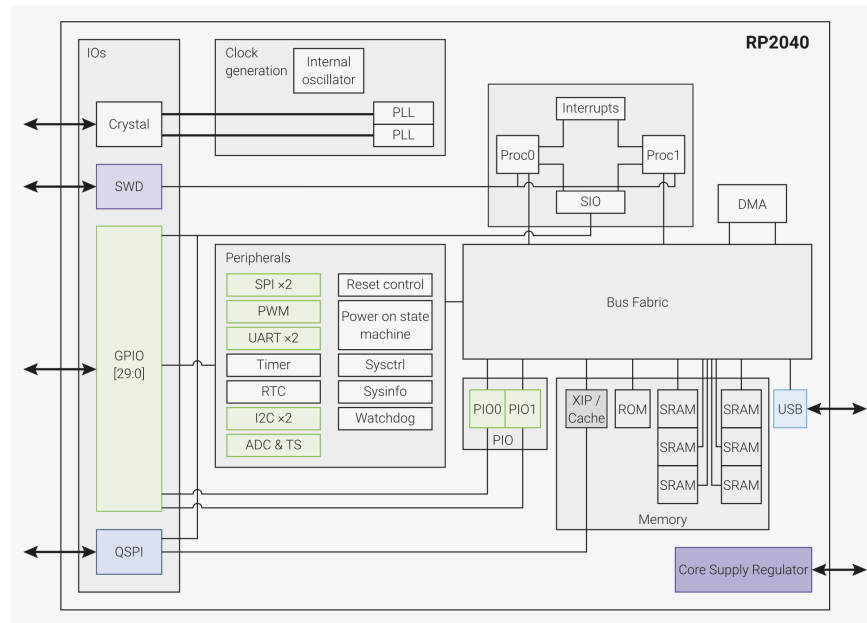 RP2040
IOs
Clock
generation
Internal
oscillator
Crystal
PLL
PLL
Interrupts
Proc0
Proc1
SIO
SWD
DMA
Peripherals
SPI ×2
PWM
UART ×2
Timer
RTC
I2C ×2
ADC & TS
Reset control
Power on state
machine
Sysctrl
Sysinfo
Watchdog
Bus Fabric
GPIO
[29:0]
PIO0
PIO1
PIO
XIP /
Cache
ROM
SRAM
SRAM
SRAM
SRAM
SRAM
SRAM
Memory
USB
QSPI
Core Supply Regulator